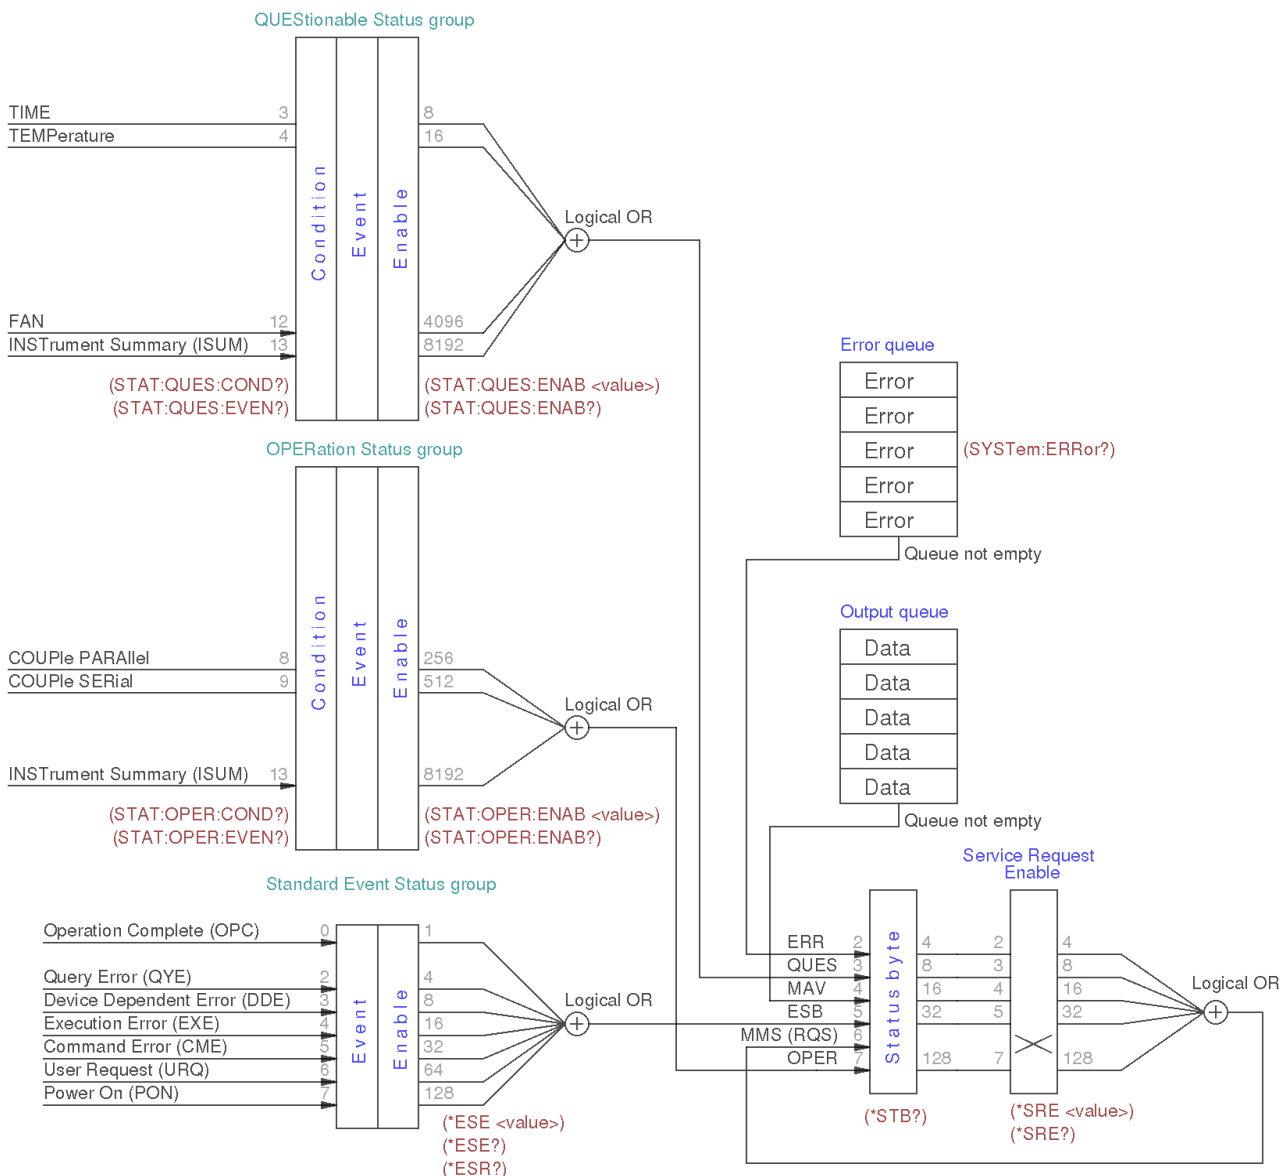 QUEStionable Status group
TIME 3 8
TEMPerature 4 16
Condition
Event
Enable
Logical OR
FAN 12 4096
INSTrument Summary (ISUM) 13 8192
(STAT:QUES:COND?) (STAT:QUES:ENAB <value>)
(STAT:QUES:EVEN?) (STAT:QUES:ENAB?)
OPERation Status group
COUPle PARAllel 8 256
COUPle SERial 9 512
Condition
Event
Enable
Logical OR
INSTrument Summary (ISUM) 13 8192
(STAT:OPER:COND?) (STAT:OPER:ENAB <value>)
(STAT:OPER:EVEN?) (STAT:OPER:ENAB?)
Standard Event Status group
Operation Complete (OPC) 0 1
Query Error (QYE) 2 4
Device Dependent Error (DDE) 3 8
Execution Error (EXE) 4 16
Command Error (CME) 5 32
User Request (URQ) 6 64
Power On (PON) 7 128
Event
Enable
Logical OR
(*ESE <value>)
(*ESE?)
(*ESR?)
Error queue
Error
Error
Error
Error
Error
(SYSTem:ERRor?)
Queue not empty
Output queue
Data
Data
Data
Data
Data
Queue not empty
Service Request
Enable
ERR 2 4 2 4
QUES 3 8 3 8
MAV 4 16 4 16
ESB 5 32 5 32
MMS (RQS) 6
OPER 7 128 7 128
Status byte
Logical OR
(*STB?)
(*SRE <value>)
(*SRE?)